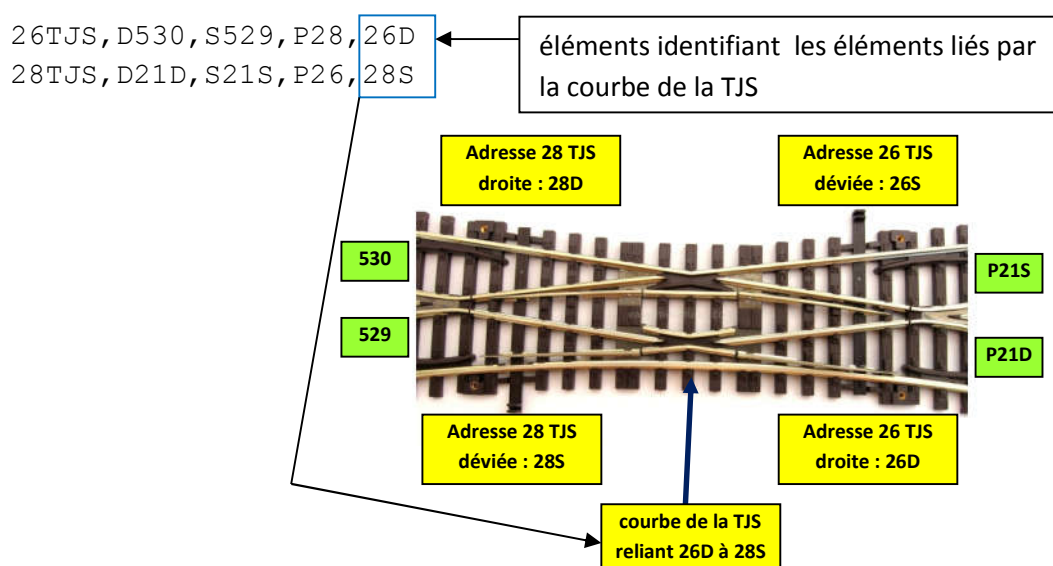 26TJS,D530,S529,P28,26D
28TJS,D21D,S21S,P26,28S
éléments identifiant les éléments liés par
la courbe de la TJS
Adresse 28 TJS
droite : 28D
Adresse 26 TJS
déviée : 26S
530
P21S
529
P21D
Adresse 28 TJS
déviée : 28S
Adresse 26 TJS
droite : 26D
courbe de la TJS
reliant 26D à 28S